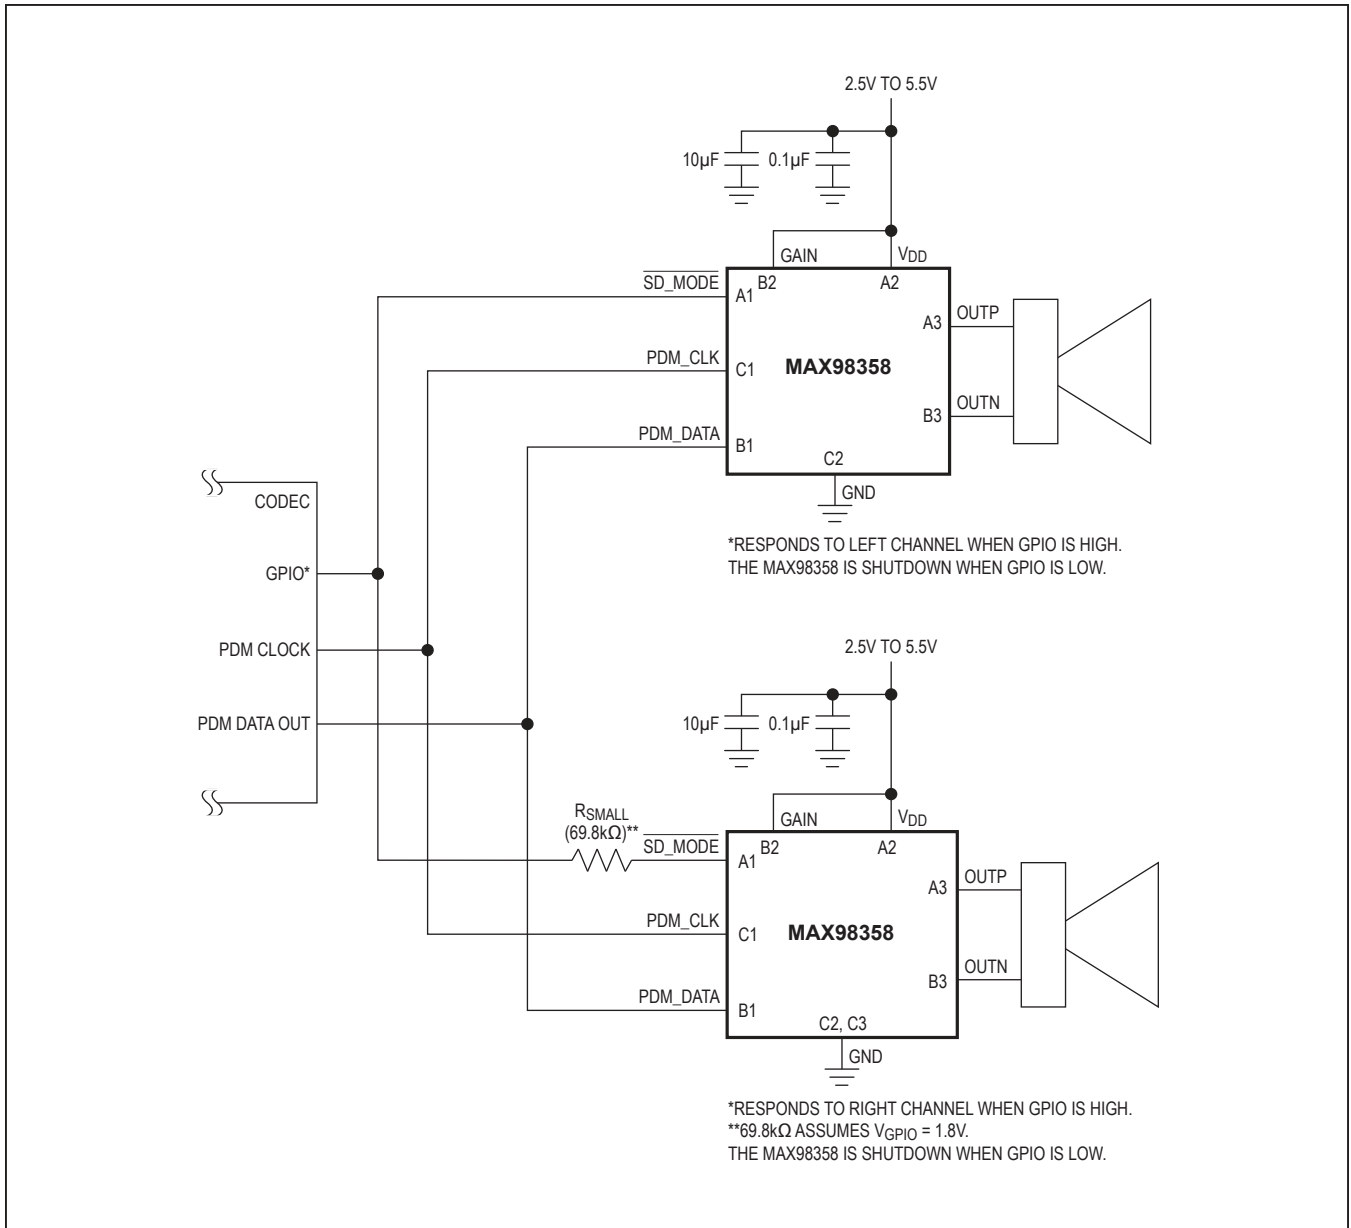 2.5V TO 5.5V
10µF
0.1µF
GAIN
VDD
SD_MODE
B2
A2
A1
OUTP
A3
PDM_CLK
C1
MAX98358
OUTN
B3
PDM_DATA
B1
C2
GND
CODEC
*RESPONDS TO LEFT CHANNEL WHEN GPIO IS HIGH.
THE MAX98358 IS SHUTDOWN WHEN GPIO IS LOW.
GPIO*
PDM CLOCK
PDM DATA OUT
2.5V TO 5.5V
10µF
0.1µF
RSMALL
(69.8kΩ)**
GAIN
VDD
SD_MODE
B2
A2
A1
OUTP
A3
PDM_CLK
C1
MAX98358
OUTN
B3
PDM_DATA
B1
C2, C3
GND
*RESPONDS TO RIGHT CHANNEL WHEN GPIO IS HIGH.
**69.8kΩ ASSUMES VGPIO = 1.8V.
THE MAX98358 IS SHUTDOWN WHEN GPIO IS LOW.